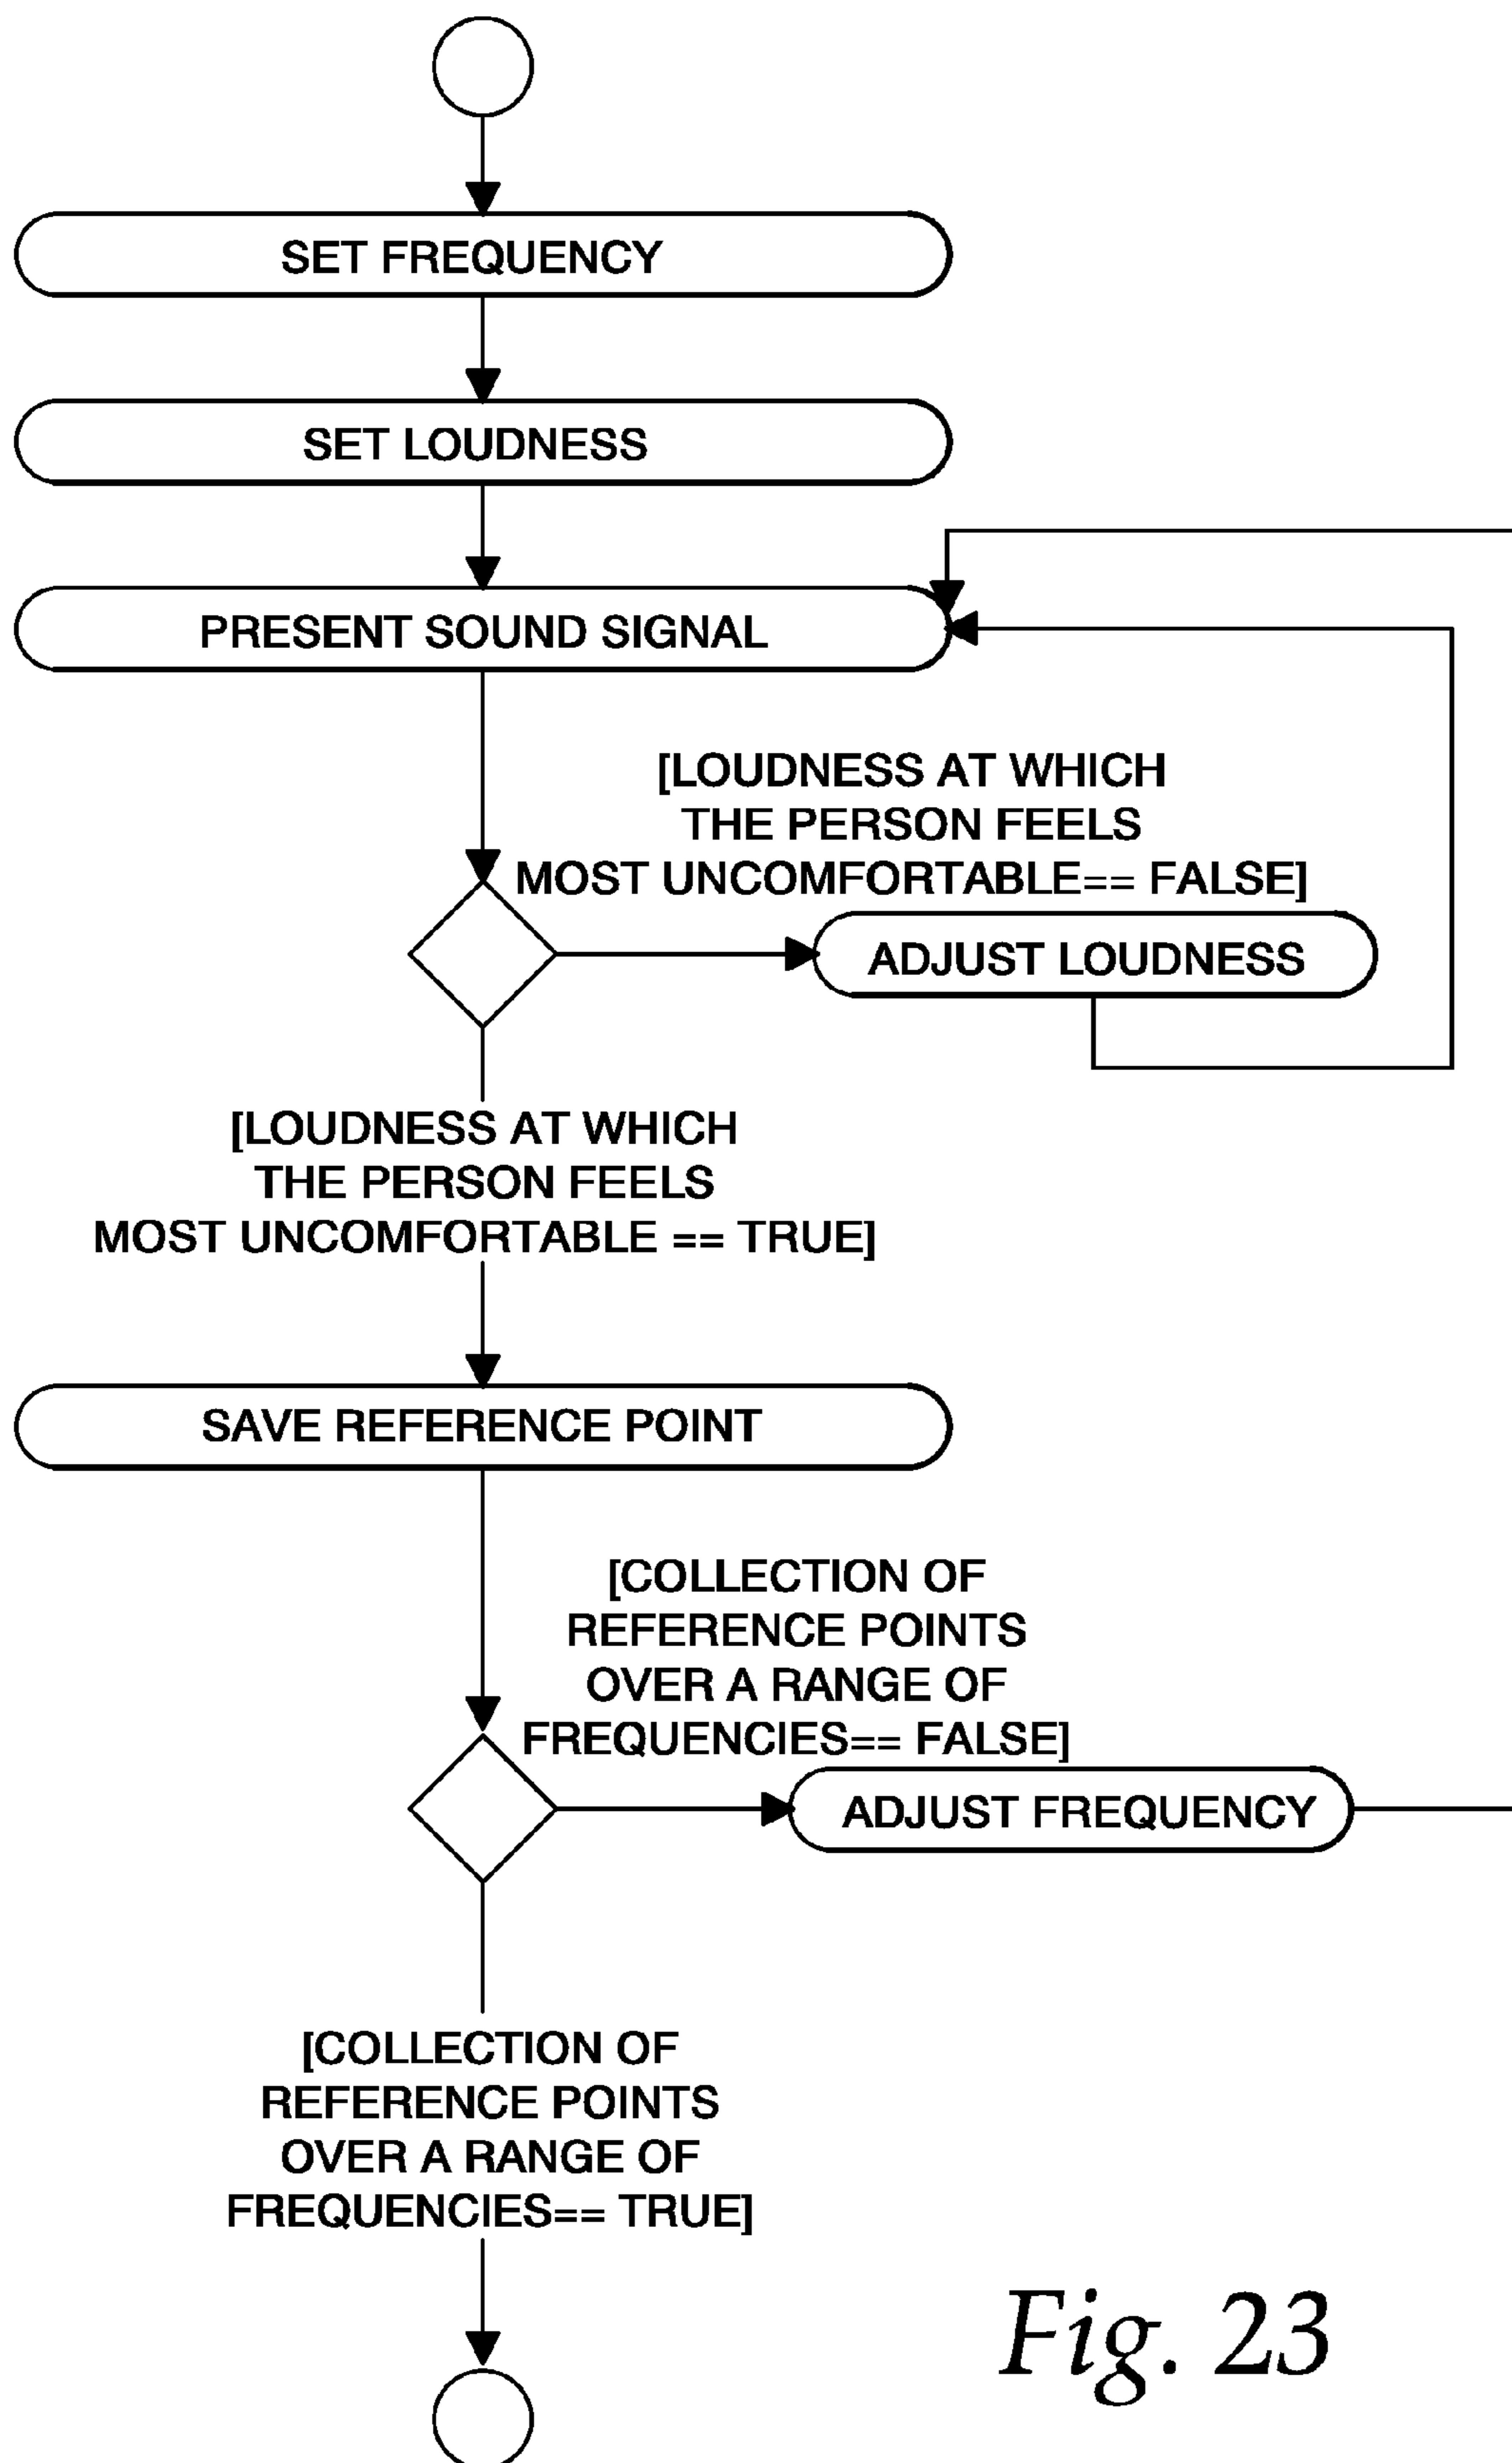 SET FREQUENCY
SET LOUDNESS
PRESENT SOUND SIGNAL
[LOUDNESS AT WHICH
THE PERSON FEELS
MOST UNCOMFORTABLE== FALSE]
ADJUST LOUDNESS
[LOUDNESS AT WHICH
THE PERSON FEELS
MOST UNCOMFORTABLE == TRUE]
SAVE REFERENCE POINT
[COLLECTION OF
REFERENCE POINTS
OVER A RANGE OF
FREQUENCIES== FALSE]
ADJUST FREQUENCY
[COLLECTION OF
REFERENCE POINTS
OVER A RANGE OF
FREQUENCIES== TRUE]
Fig. 23